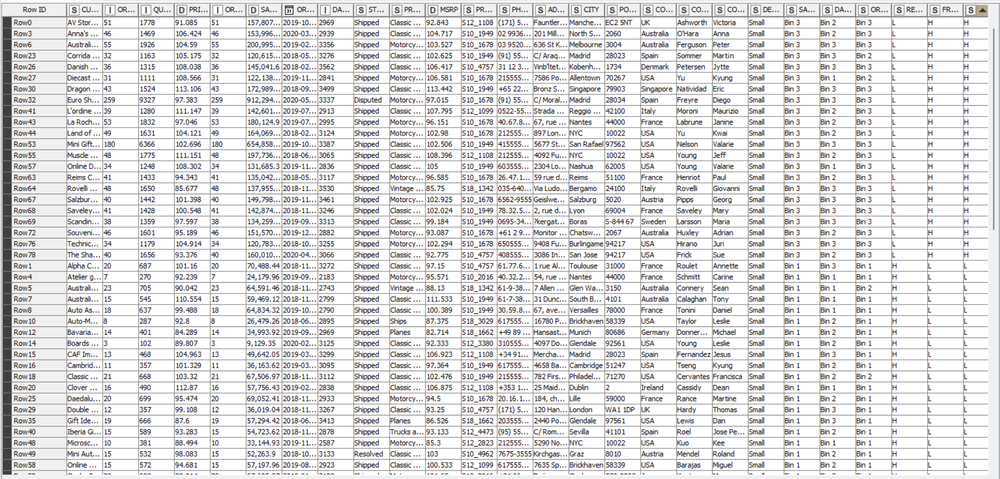 Row ID S CU... I OR... I QU... D PRI... I OR... D SA... 31 OR... I DA... S ST... S PR... D MSRP S PR... S PH... S AD... S CITY S PO... S CO... S CO... S CO... S DE... S SA... S DA... S OR... S RE... S FR... S
Row0 AV Stor... 51 1778 91.085 51 157,807... 2019-10... 2969 Shipped Classic ... 92.843 S12_1108 (171) 5... Fauntler... Manche... EC2 5NT UK Ashworth Victoria Small Bin 3 Bin 2 Bin 3 L H H
Row3 Anna's ... 46 1469 106.424 46 153,996... 2020-03... 2939 Shipped Classic ... 104.717 S10_1949 02 9936... 201 Mill... North S... 2060 Australia O'Hara Anna Small Bin 3 Bin 2 Bin 3 L H H
Row6 Australi... 55 1926 104.59 55 200,995... 2019-02... 3356 Shipped Motorcy... 103.527 S10_1678 03 9520... 636 St K... Melbourne 3004 Australia Ferguson Peter Small Bin 3 Bin 3 Bin 3 L H H
Row23 Corrida ... 32 1163 105.175 32 120,615... 2018-05... 3276 Shipped Classic ... 102.625 S10_1949 (91) 55... C/ Araq... Madrid 28023 Spain Sommer Martin Small Bin 3 Bin 3 Bin 2 L H H
Row26 Danish ... 36 1315 108.038 36 145,041.6 2018-02... 3562 Shipped Classic ... 106.417 S10_4757 31 12 3... Vinb'ltet... Kobenh... 1734 Denmark Petersen Jytte Small Bin 3 Bin 3 Bin 3 L H H
Row27 Diecast ... 31 1111 108.566 31 122,138... 2019-11... 2841 Shipped Motorcy... 106.581 S10_1678 215555... 7586 Po... Allentown 70267 USA Yu Kyung Small Bin 3 Bin 1 Bin 2 L H H
Row30 Dragon ... 43 1524 113.106 43 172,989... 2018-09... 3499 Shipped Classic ... 113.442 S10_1678 +65 22... Bronz S... Singapore 79903 Singapore Natividad Eric Small Bin 3 Bin 3 Bin 3 L H H
Row32 Euro Sh... 259 9327 97.383 259 912,294... 2020-05... 3337 Disputed Motorcy... 97.015 S10_1678 (91) 55... C/ Moral... Madrid 28034 Spain Freyre Diego Small Bin 3 Bin 3 Bin 3 L H H
Row41 L'ordine ... 39 1280 111.147 39 142,601... 2019-07... 2913 Shipped Classic ... 107.795 S12_1099 0522-55... Strada ... Reggio ... 42100 Italy Moroni Maurizio Small Bin 3 Bin 2 Bin 3 L H H
Row43 La Roch... 53 1832 97.046 53 180,124.9 2019-07... 2995 Shipped Motorcy... 96.151 S10_1678 40.67.8... 67, rue ... Nantes 44000 France Labrune Janine Small Bin 3 Bin 2 Bin 3 L H H
Row44 Land of ... 49 1631 104.121 49 164,069... 2018-02... 3124 Shipped Motorcy... 102.98 S10_1678 212555... 897 Lon... NYC 10022 USA Yu Kwai Small Bin 3 Bin 2 Bin 3 L H H
Row53 Mini Gift... 180 6366 102.696 180 654,858... 2019-10... 3387 Shipped Classic ... 102.506 S10_1949 415555... 5677 St... San Rafael 97562 USA Nelson Valarie Small Bin 3 Bin 3 Bin 3 L H H
Row55 Muscle ... 48 1775 111.151 48 197,736... 2018-06... 3065 Shipped Classic ... 108.396 S12_1108 212555... 4092 Fu... NYC 10022 USA Young Jeff Small Bin 3 Bin 2 Bin 3 L H H
Row57 Online D... 34 1248 108.302 34 131,685.3 2019-11... 2836 Shipped Classic ... 105 S10_1949 603555... 2304 Lo... Nashua 62005 USA Young Valarie Small Bin 3 Bin 1 Bin 3 L H H
Row63 Reims C... 41 1433 94.343 41 135,042... 2018-05... 3117 Shipped Motorcy... 96.585 S10_1678 26.47.1... 59 rue d... Reims 51100 France Henriot Paul Small Bin 3 Bin 2 Bin 3 L H H
Row64 Rovelli ... 48 1650 85.677 48 137,955... 2018-11... 3530 Shipped Vintage ... 85.75 S18_1342 035-640... Via Ludo... Bergamo 24100 Italy Rovelli Giovanni Small Bin 3 Bin 3 Bin 3 L H H
Row67 Salzbur... 40 1442 101.398 40 149,798... 2019-11... 3461 Shipped Motorcy... 102.925 S10_1678 6562-9555 Geislwe... Salzburg 5020 Austria Pipps Georg Small Bin 3 Bin 3 Bin 3 L H H
Row68 Saveley... 41 1428 100.548 41 142,874... 2018-11... 3246 Shipped Classic ... 102.024 S10_1949 78.32.5... 2, rue d... Lyon 69004 France Saveley Mary Small Bin 3 Bin 3 Bin 3 L H H
Row69 Scandin... 38 1359 97.597 38 134,259... 2019-09... 3313 Shipped Classic ... 99.184 S10_1949 0695-34... ?kergat... Boras S-844 67 Sweden Larsson Maria Small Bin 3 Bin 3 Bin 3 L H H
Row72 Souveni... 46 1601 95.189 46 151,570... 2019-12... 2882 Shipped Motorcy... 93.087 S10_1678 +61 2 9... Monitor ... Chatsw... 2067 Australia Huxley Adrian Small Bin 3 Bin 2 Bin 3 L H H
Row76 Technic... 34 1179 104.914 34 120,783... 2018-10... 3255 Shipped Motorcy... 102.294 S10_1678 650555... 9408 Fu... Burlingame 94217 USA Hirano Juri Small Bin 3 Bin 3 Bin 3 L H H
Row78 The Sha... 40 1656 93.376 40 160,010... 2020-04... 3066 Shipped Classic ... 92.775 S10_4757 408555... 3086 In... San Jose 94217 USA Frick Sue Small Bin 3 Bin 2 Bin 3 L H H
Row1 Alpha C... 20 687 101.16 20 70,488.44 2018-11... 3272 Shipped Classic ... 97.15 S10_4757 61.77.6... 1 rue Al... Toulouse 31000 France Roulet Annette Small Bin 1 Bin 3 Bin 1 H L L
Row4 Atelier g... 7 270 92.239 7 24,179.96 2019-09... 2183 Shipped Motorcy... 95.571 S10_2016 40.32.2... 54, rue ... Nantes 44000 France Schmitt Carine Small Bin 1 Bin 1 Bin 1 H L L
Row5 Australi... 23 705 90.042 23 64,591.46 2018-11... 2743 Shipped Vintage ... 88.13 S18_1342 61-9-38... 7 Allen ... Glen Wa... 3150 Australia Connery Sean Small Bin 1 Bin 1 Bin 2 H L L
Row7 Australi... 15 545 110.554 15 59,469.12 2018-11... 2799 Shipped Classic ... 111.533 S10_1949 61-7-38... 31 Dunc... South B... 4101 Australia Calaghan Tony Small Bin 1 Bin 1 Bin 1 H L L
Row8 Auto As... 18 637 99.488 18 64,834.32 2019-10... 2790 Shipped Classic ... 100.389 S10_1949 30.59.8... 67, ave... Versailles 78000 France Tonini Daniel Small Bin 1 Bin 1 Bin 1 H L L
Row10 Auto-M... 8 287 92.8 8 26,479.26 2018-06... 2895 Shipped Ships 87.375 S18_3029 617555... 16780 P... Brickhaven 58339 USA Taylor Leslie Small Bin 1 Bin 2 Bin 1 H L L
Row12 Bavaria... 14 401 84.289 14 34,993.92 2019-09... 2969 Shipped Planes 82.714 S18_1662 +49 89 ... Hansast... Munich 80686 Germany Donner... Michael Small Bin 1 Bin 2 Bin 1 H L L
Row14 Boards ... 3 102 89.807 3 9,129.35 2020-02... 3125 Shipped Classic ... 92.333 S12_3380 310555... 4097 Do... Glendale 92561 USA Young Leslie Small Bin 1 Bin 2 Bin 1 H L L
Row15 CAF Im... 13 468 104.963 13 49,642.05 2019-03... 3299 Shipped Classic ... 106.923 S12_1108 +34 91... Mercha... Madrid 28023 Spain Fernandez Jesus Small Bin 1 Bin 3 Bin 1 H L L
Row16 Cambrid... 11 357 101.329 11 36,163.62 2019-03... 3095 Shipped Classic ... 97.364 S10_1949 617555... 4658 Ba... Cambridge 51247 USA Tseng Kyung Small Bin 1 Bin 2 Bin 1 H L L
Row18 Classic ... 21 668 103.32 21 67,506.97 2018-11... 3112 Shipped Classic ... 102.476 S10_1949 215555... 782 Firs... Philadel... 71270 USA Cervantes Francisca Small Bin 1 Bin 2 Bin 2 H L L
Row20 Clover ... 16 490 112.87 16 57,756.43 2019-02... 2838 Shipped Classic ... 106.875 S12_1108 +353 1... 25 Maid... Dublin 2 Ireland Cassidy Dean Small Bin 1 Bin 1 Bin 1 H L L
Row25 Daedalu... 20 699 95.474 20 69,052.41 2018-11... 2933 Shipped Motorcy... 94.5 S10_1678 20.16.1... 184, ch... Lille 59000 France Rance Martine Small Bin 1 Bin 2 Bin 1 H L L
Row29 Double ... 12 357 99.108 12 36,019.04 2018-11... 3267 Shipped Classic ... 93.25 S10_4757 (171) 5... 120 Han... London WA1 1DP UK Hardy Thomas Small Bin 1 Bin 3 Bin 1 H L L
Row35 Gift Ide... 19 666 87.6 19 57,294.42 2018-06... 3413 Shipped Planes 86.526 S18_1662 203555... 2440 Po... Glendale 97561 USA Lewis Dan Small Bin 1 Bin 3 Bin 1 H L L
Row40 Iberia Gi... 15 589 93.283 15 54,723.62 2018-11... 2878 Shipped Trucks a... 93.133 S12_4473 (95) 55... C/ Rom... Sevilla 41101 Spain Roel Jose Pe... Small Bin 1 Bin 2 Bin 1 H L L
Row48 Microsc... 10 381 88.494 10 33,144.93 2019-11... 2587 Shipped Motorcy... 85.3 S12_2823 212555... 5290 No... NYC 10022 USA Kuo Kee Small Bin 1 Bin 1 Bin 1 H L L
Row49 Mini Aut... 15 532 98.083 15 52,263.9 2018-10... 3133 Resolved Classic ... 103 S10_4962 7675-3555 Kirchgas... Graz 8010 Austria Mendel Roland Small Bin 1 Bin 2 Bin 1 H L L
Row58 Online ... 15 572 94.681 15 57,197.96 2019-08... 2923 Shipped Classic ... 100.533 S12_1099 617555... 7635 Sp... Brickhaven 58339 USA Barajas Miguel Small Bin 1 Bin 2 Bin 1 H L L